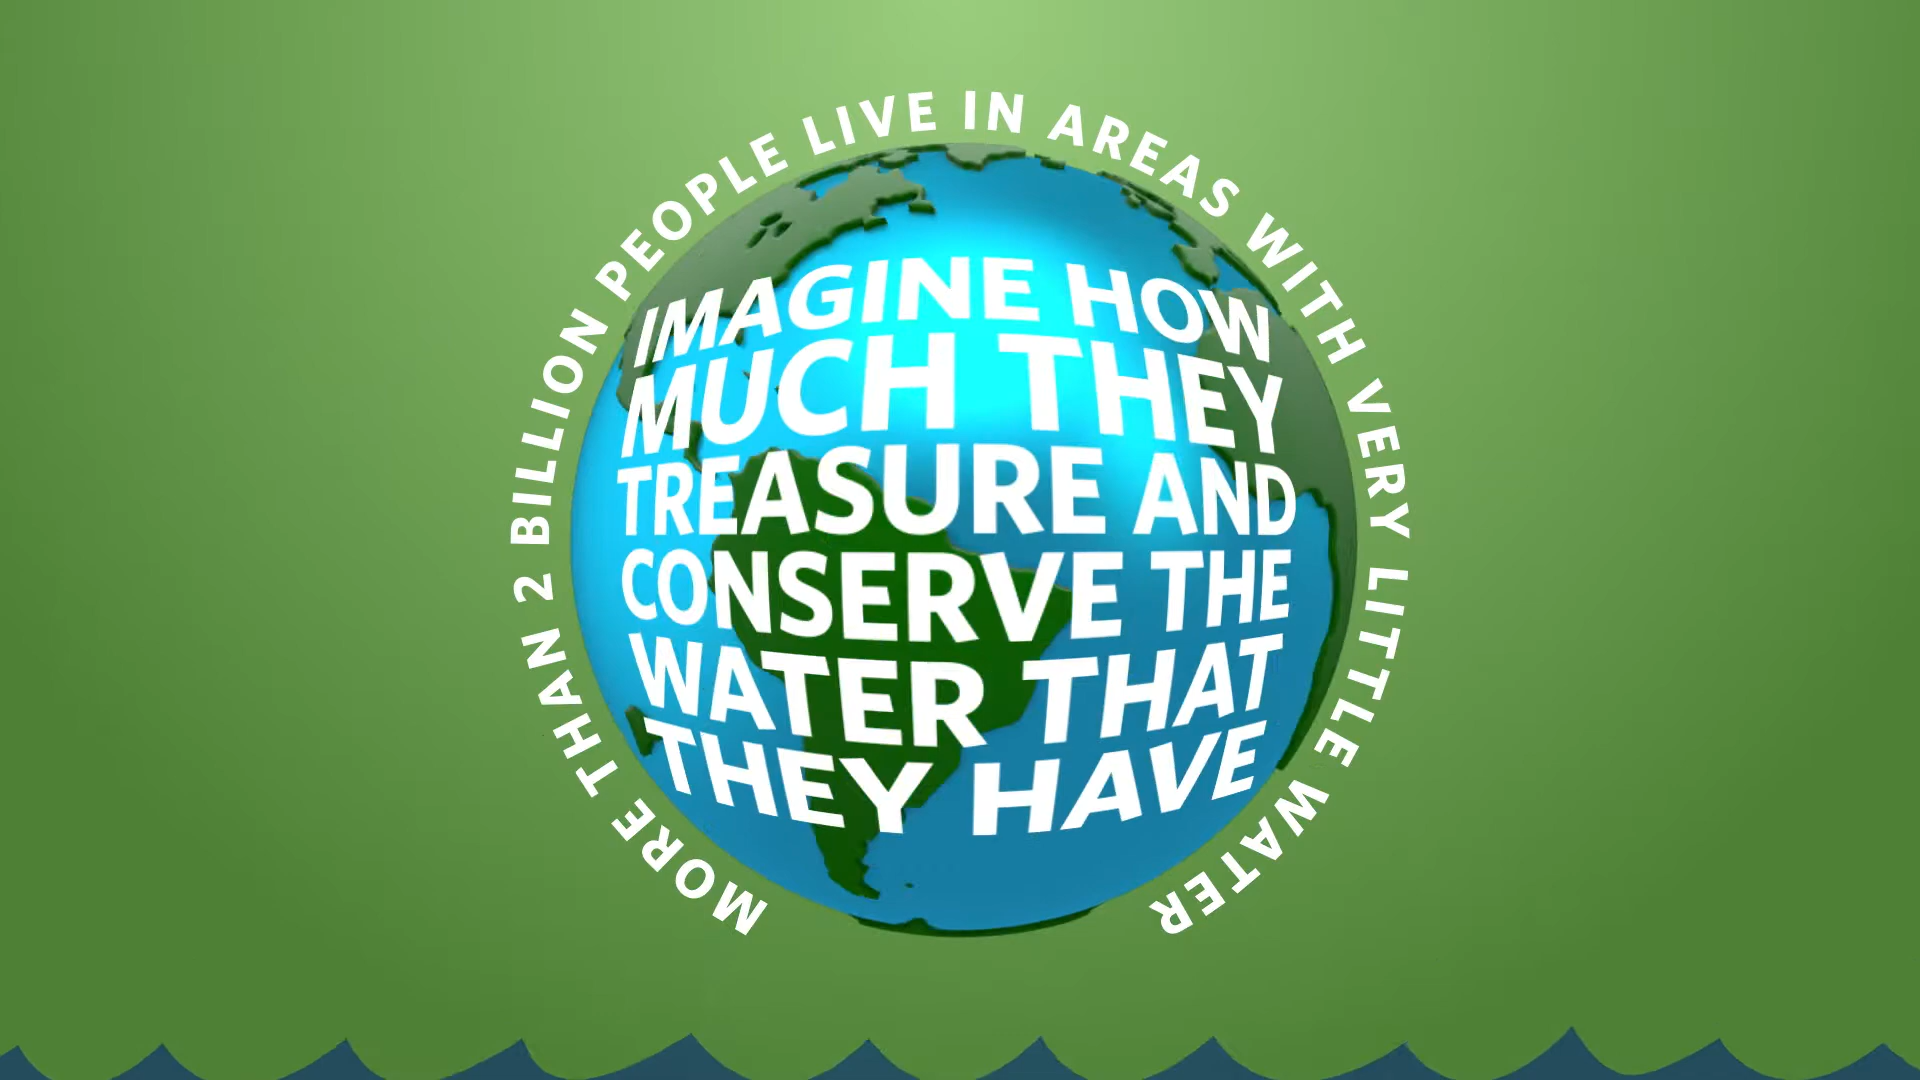 MORE THAN 2 BILLION PEOPLE LIVE IN AREAS WITH VERY LITTLE WATER
IMAGINE HOW
MUCH THEY
TREASURE AND
CONSERVE THE
WATER THAT
THEY HAVE